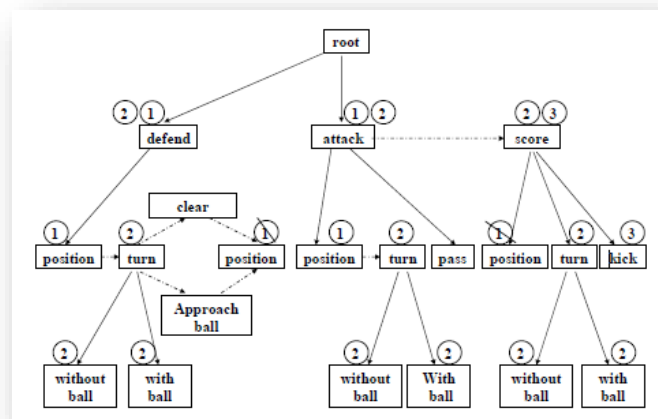 root
2 1 1 2 2 3
defend attack score
clear
1 2 1 1 2 1 2 3
position turn position position turn pass position turn kick
Approach
ball
2 2 2 2 2 2
without with without With without with
ball ball ball ball ball ball